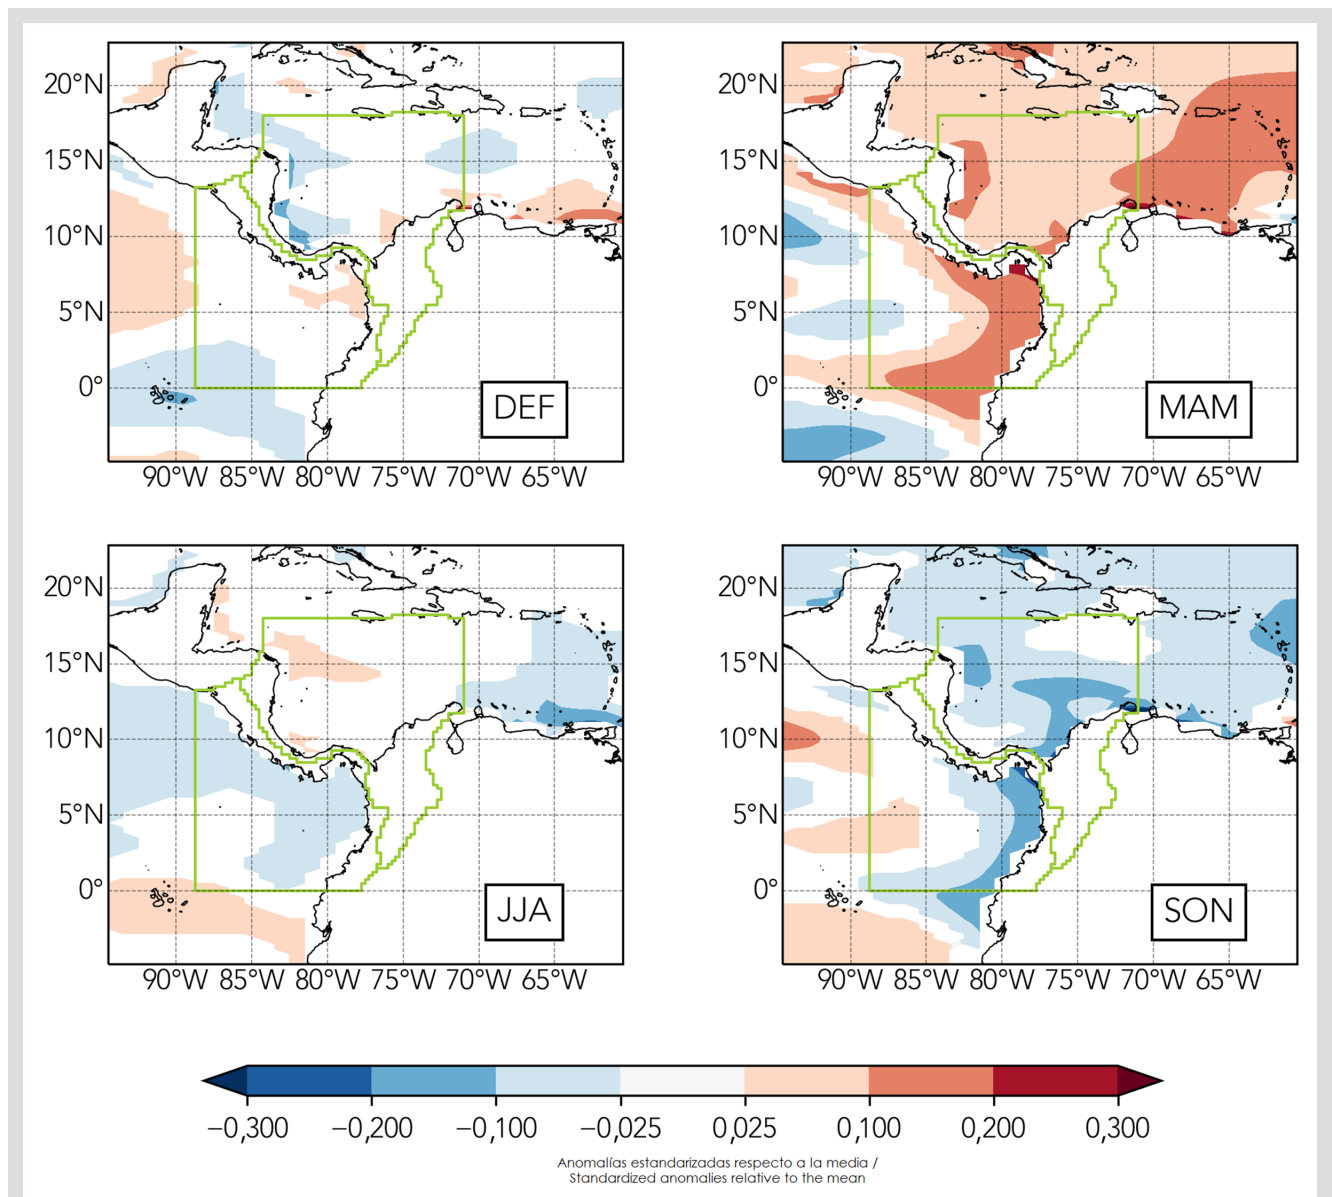 20°N
15°N
10°N
5°N
0°
DEF
90°W 85°W 80°W 75°W 70°W 65°W
20°N
15°N
10°N
5°N
0°
MAM
90°W 85°W 80°W 75°W 70°W 65°W
20°N
15°N
10°N
5°N
0°
JJA
90°W 85°W 80°W 75°W 70°W 65°W
20°N
15°N
10°N
5°N
0°
SON
90°W 85°W 80°W 75°W 70°W 65°W
−0,300 −0,200 −0,100 −0,025 0,025 0,100 0,200 0,300
Anomalías estandarizadas respecto a la media /
Standardized anomalies relative to the mean